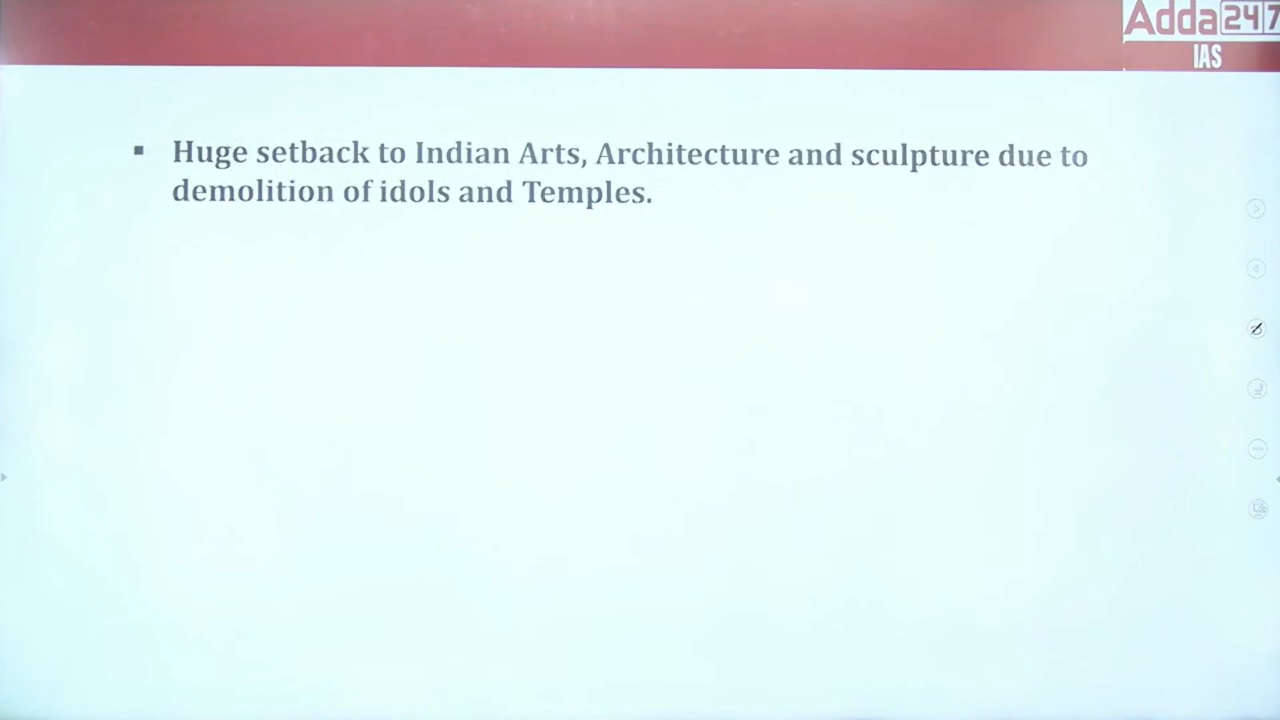 Adda247
IAS
▪ Huge setback to Indian Arts, Architecture and sculpture due to
demolition of idols and Temples.